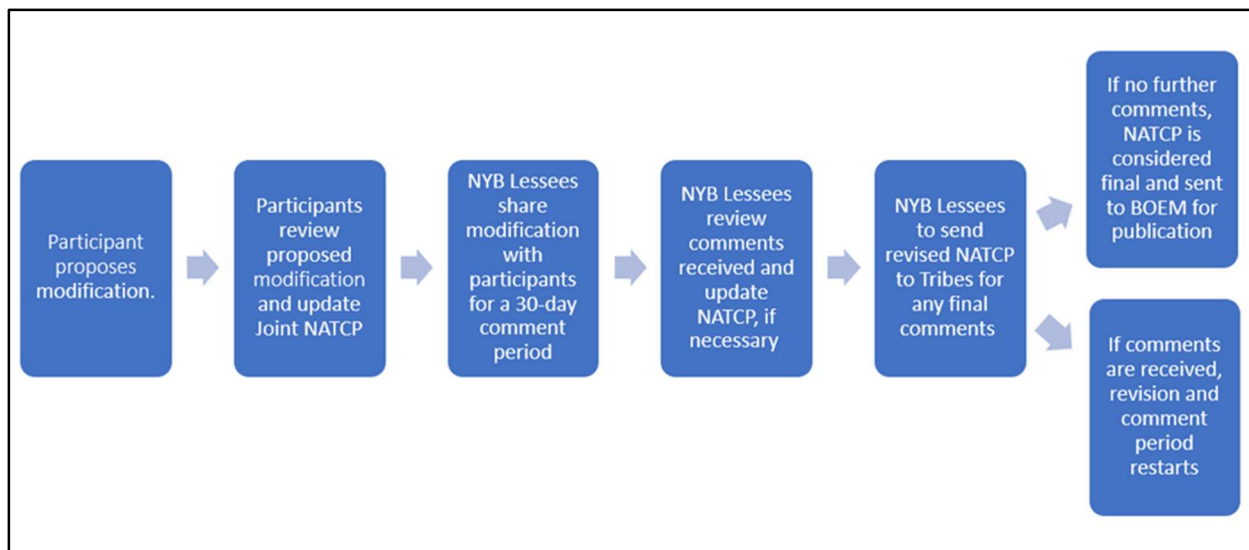 Participant
proposes
modification.
Participants
review
proposed
modification
and update
Joint NATCP
NYB Lessees
share
modification
with
participants
for a 30-day
comment
period
NYB Lessees
review
comments
received and
update
NATCP, if
necessary
NYB Lessees
to send
revised NATCP
to Tribes for
any final
comments
If no further
comments,
NATCP is
considered
final and sent
to BOEM for
publication
If comments
are received,
revision and
comment
period
restarts